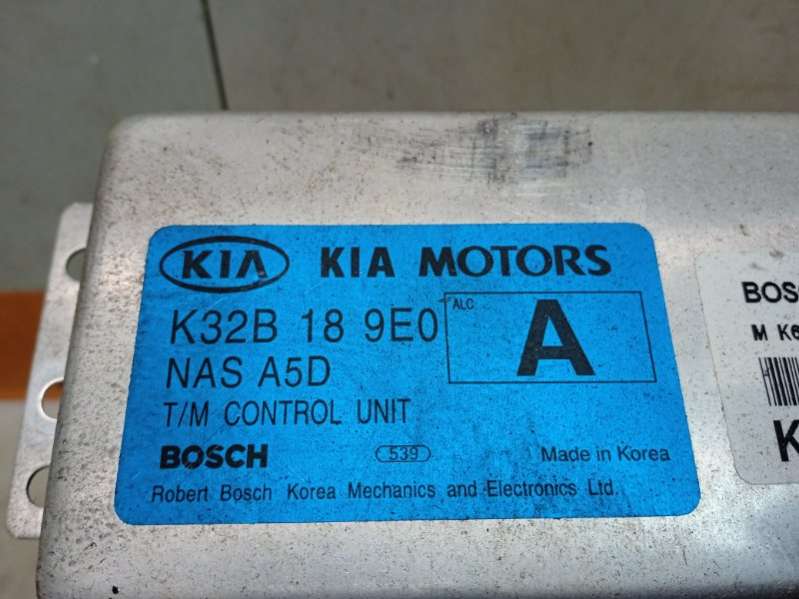 KIA KIA MOTORS
K32B 18 9E0
ALC
A
NAS A5D
T/M CONTROL UNIT
BOSCH 539 Made in Korea
Robert Bosch Korea Mechanics and Electronics Ltd.
M
K